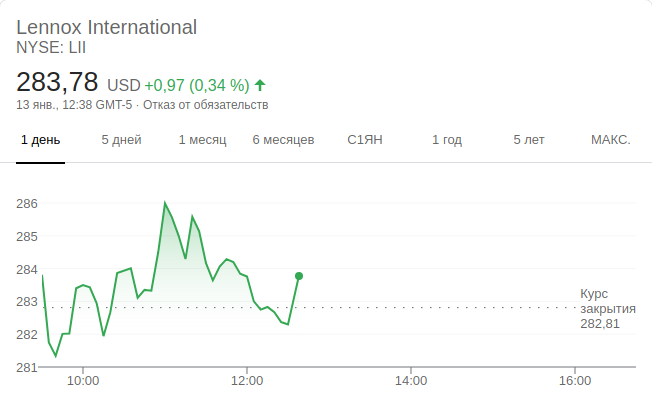 Lennox International
NYSE: LII
283,78 USD +0,97 (0,34 %)
13 янв., 12:38 GMT-5 · Отказ от обязательств
1 день 5 дней 1 месяц 6 месяцев С1ЯН 1 год 5 лет МАКС.
286
285
284
283
282
281
Курс
закрытия
282,81
10:00 12:00 14:00 16:00